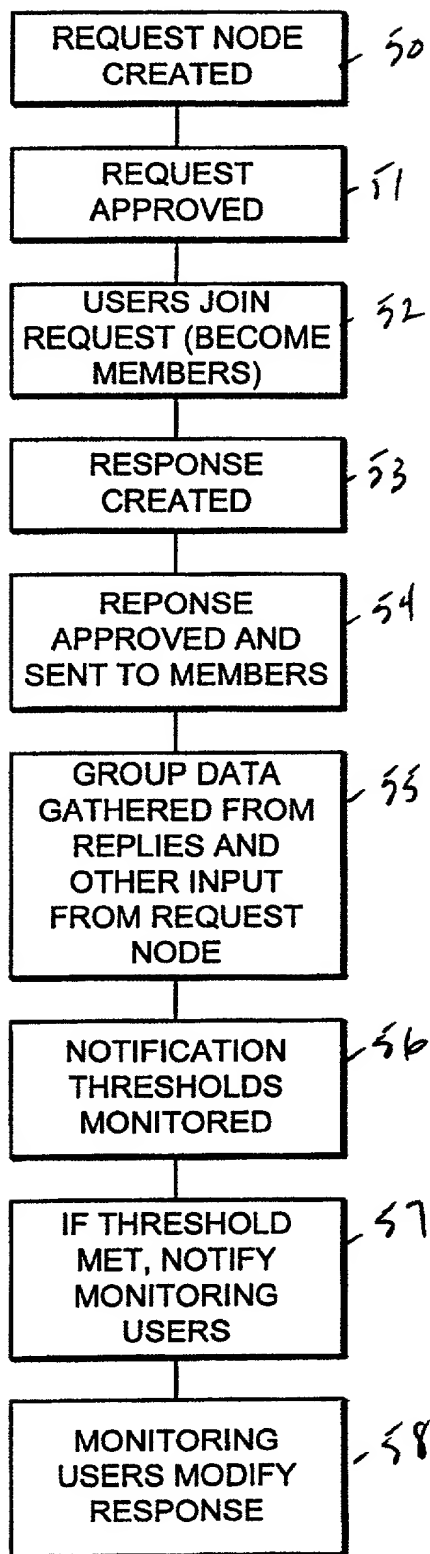 REQUEST NODE
CREATED
50
REQUEST
APPROVED
51
USERS JOIN
REQUEST (BECOME
MEMBERS)
52
RESPONSE
CREATED
53
REPONSE
APPROVED AND
SENT TO MEMBERS
54
GROUP DATA
GATHERED FROM
REPLIES AND
OTHER INPUT
FROM REQUEST
NODE
55
NOTIFICATION
THRESHOLDS
MONITORED
56
IF THRESHOLD
MET, NOTIFY
MONITORING
USERS
57
MONITORING
USERS MODIFY
RESPONSE
58